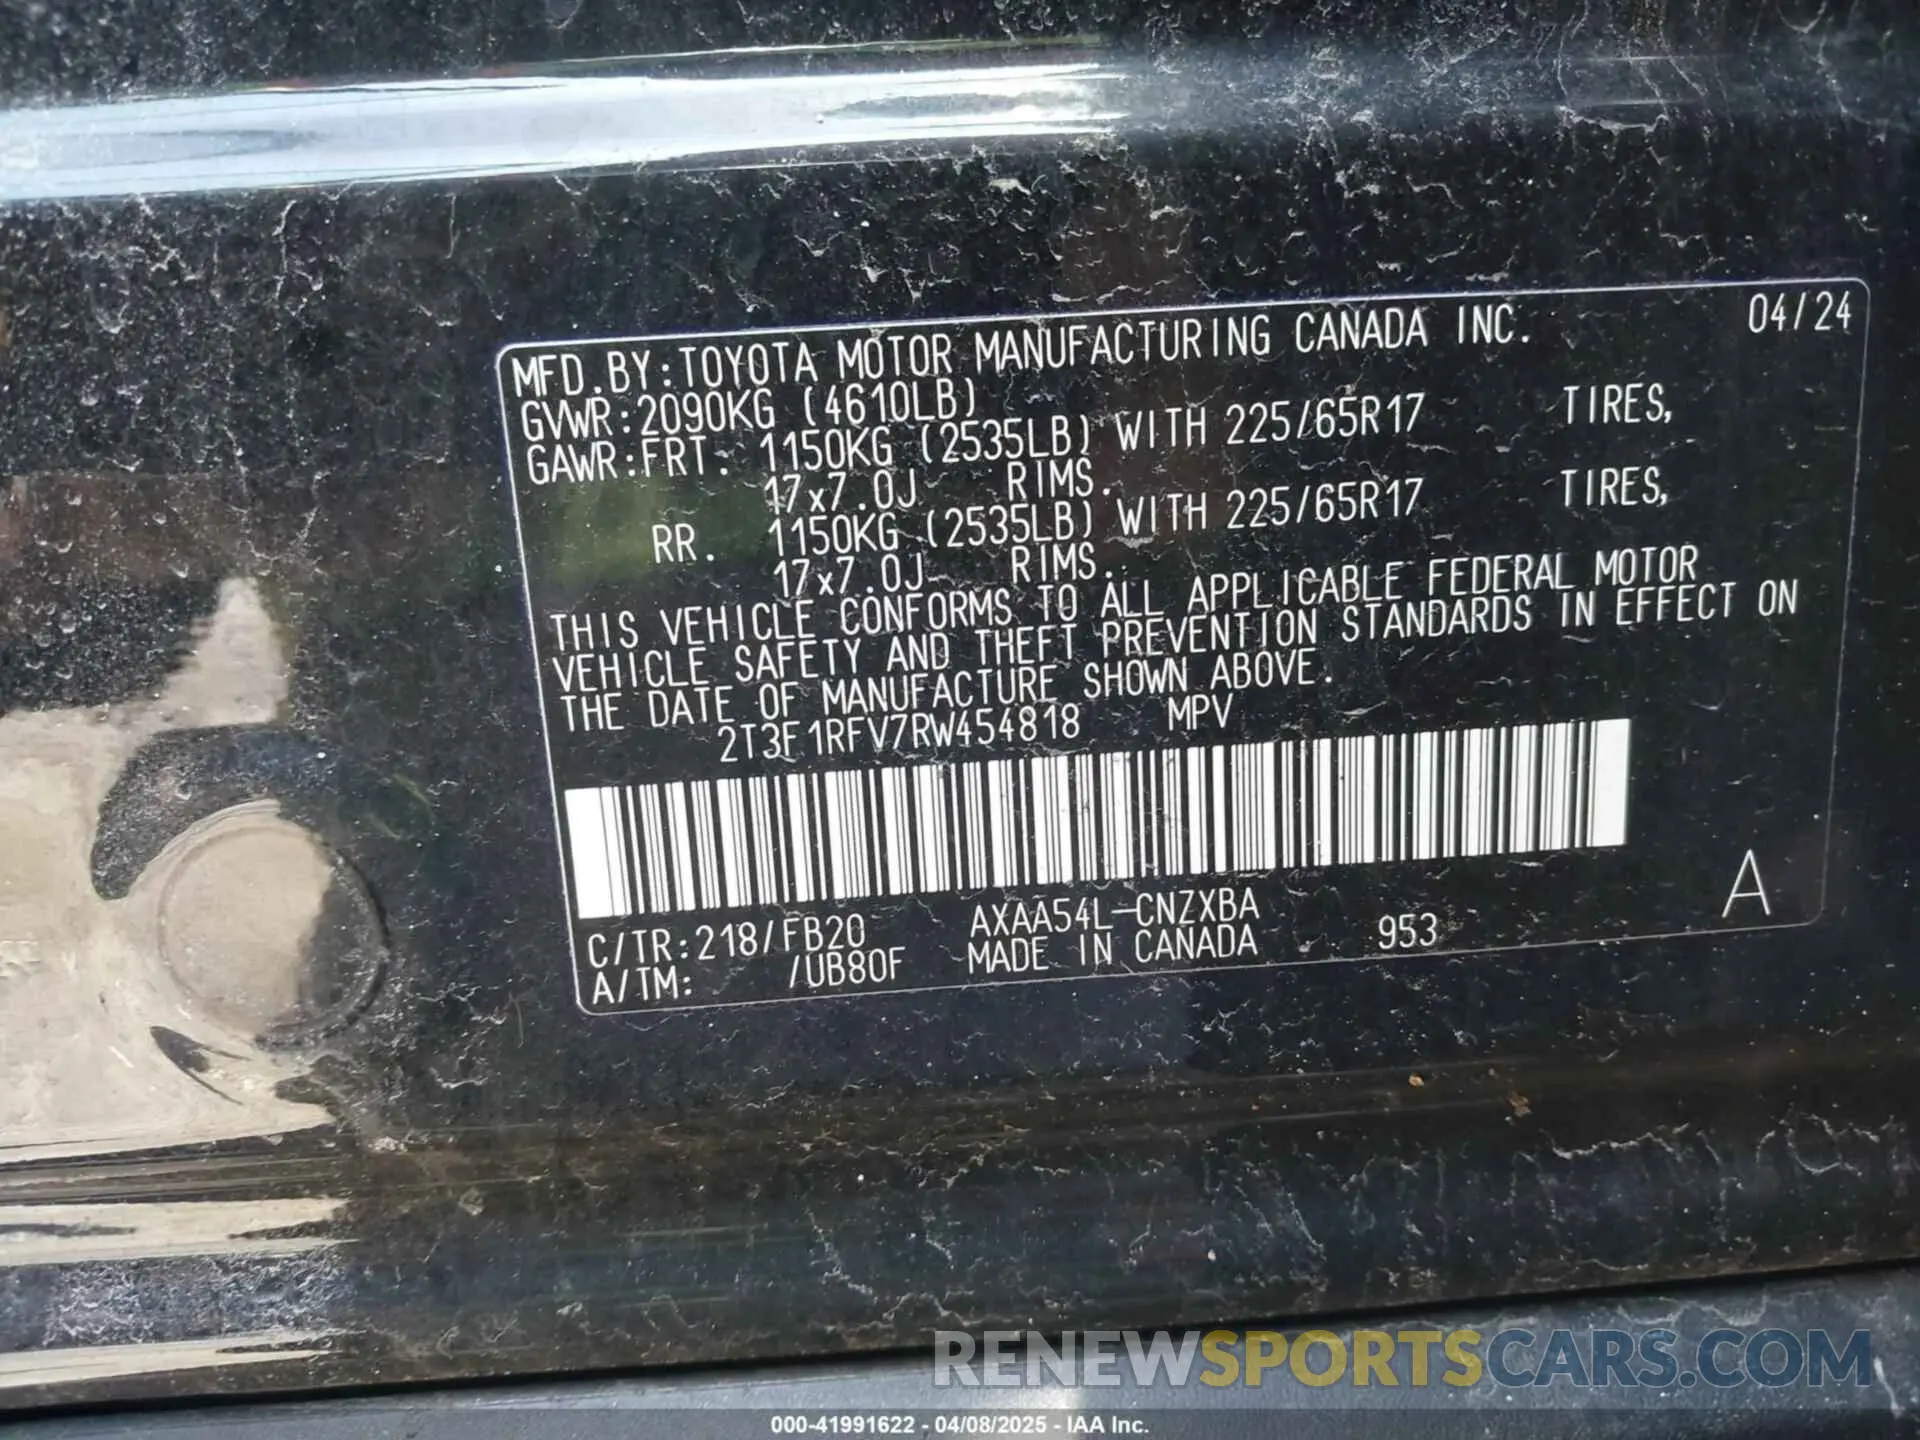 MFD.BY:TOYOTA MOTOR MANUFACTURING CANADA INC. 04/24
GVWR:2090KG (4610LB)
GAWR:FRT. 1150KG (2535LB) WITH 225/65R17 TIRES,
17x7.0J RIMS.
RR. 1150KG (2535LB) WITH 225/65R17 TIRES,
17x7.0J RIMS.
THIS VEHICLE CONFORMS TO ALL APPLICABLE FEDERAL MOTOR
VEHICLE SAFETY AND THEFT PREVENTION STANDARDS IN EFFECT ON
THE DATE OF MANUFACTURE SHOWN ABOVE.
2T3F1RFV7RW454818 MPV
C/TR:218/FB20 AXAA54L-CNZXBA A
A/TM: /UB80F MADE IN CANADA 953
RENEWSPORTSCARS.COM
000-41991622 - 04/08/2025 - IAA Inc.